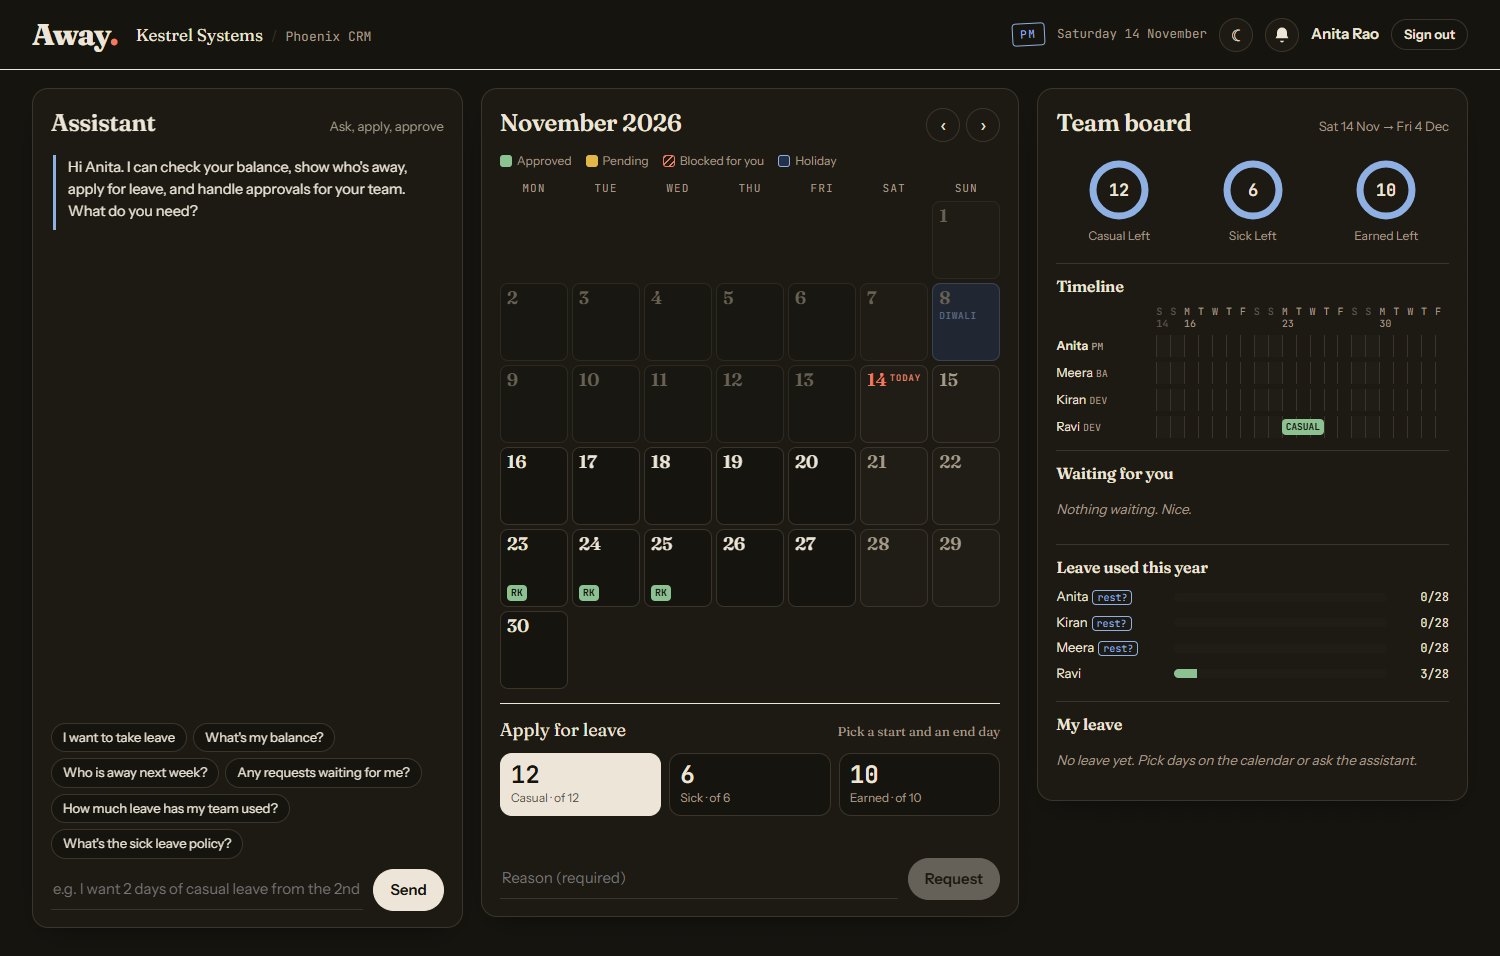 Away.
Kestrel Systems / Phoenix CRM
PM
Saturday 14 November
Anita Rao
Sign out
Assistant
Ask, apply, approve
Hi Anita. I can check your balance, show who's away,
apply for leave, and handle approvals for your team.
What do you need?
I want to take leave
What's my balance?
Who is away next week?
Any requests waiting for me?
How much leave has my team used?
What's the sick leave policy?
e.g. I want 2 days of casual leave from the 2nd
Send
November 2026
‹ ›
Approved
Pending
Blocked for you
Holiday
MON TUE WED THU FRI SAT SUN
1
2 3 4 5 6 7 8
DIWALI
9 10 11 12 13 14 TODAY 15
16 17 18 19 20 21 22
23 24 25 26 27 28 29
RK RK RK
30
Apply for leave
Pick a start and an end day
12
Casual · of 12
6
Sick · of 6
10
Earned · of 10
Reason (required)
Request
Team board
Sat 14 Nov → Fri 4 Dec
12
Casual Left
6
Sick Left
10
Earned Left
Timeline
S S M T W T F S S M T W T F S S M T W T F
14 16 23 30
Anita PM
Meera BA
Kiran DEV
Ravi DEV
CASUAL
Waiting for you
Nothing waiting. Nice.
Leave used this year
Anita rest? 0/28
Kiran rest? 0/28
Meera rest? 0/28
Ravi 3/28
My leave
No leave yet. Pick days on the calendar or ask the assistant.